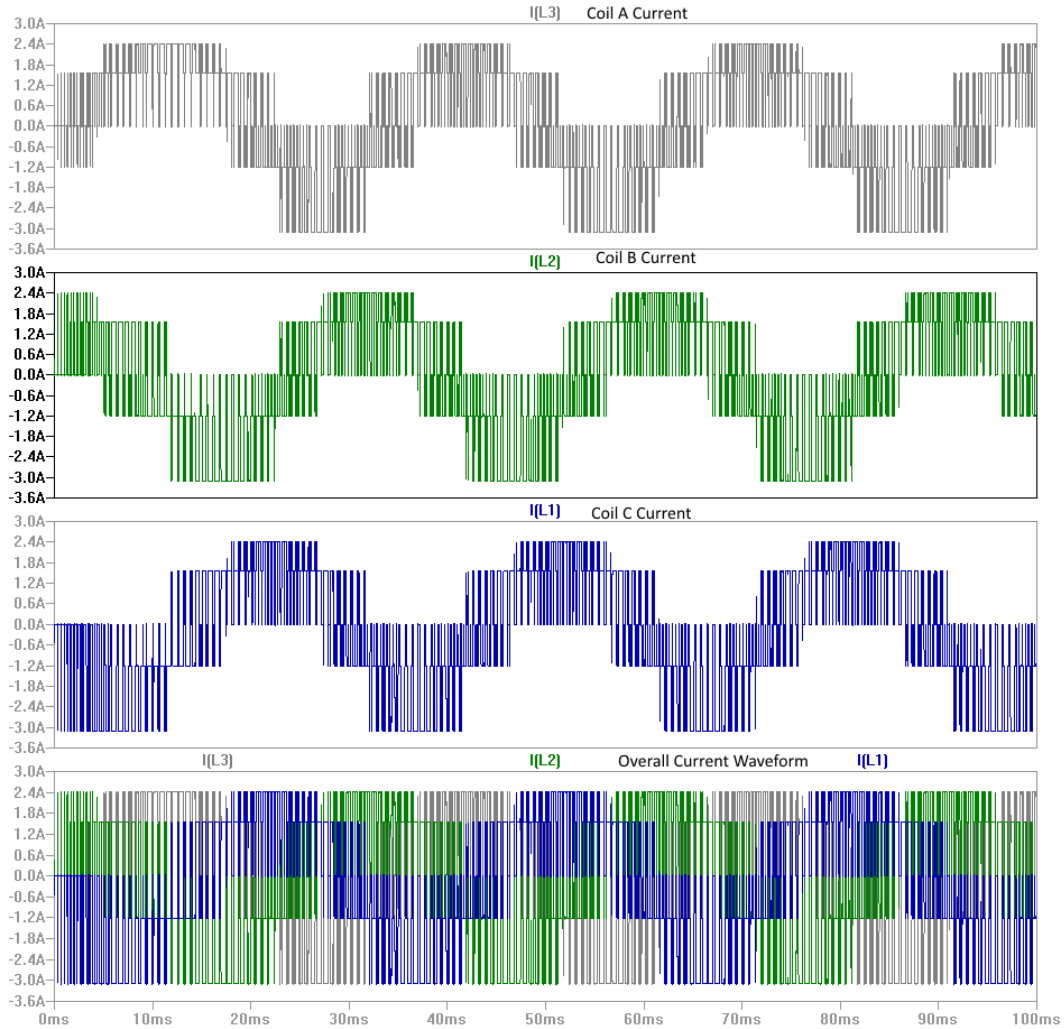 I(L3) Coil A Current
3.0A
2.4A
1.8A
1.2A
0.6A
0.0A
-0.6A
-1.2A
-1.8A
-2.4A
-3.0A
-3.6A
I(L2) Coil B Current
3.0A
2.4A
1.8A
1.2A
0.6A
0.0A
-0.6A
-1.2A
-1.8A
-2.4A
-3.0A
-3.6A
I(L1) Coil C Current
3.0A
2.4A
1.8A
1.2A
0.6A
0.0A
-0.6A
-1.2A
-1.8A
-2.4A
-3.0A
-3.6A
I(L3) I(L2) Overall Current Waveform I(L1)
3.0A
2.4A
1.8A
1.2A
0.6A
0.0A
-0.6A
-1.2A
-1.8A
-2.4A
-3.0A
-3.6A
0ms 10ms 20ms 30ms 40ms 50ms 60ms 70ms 80ms 90ms 100ms